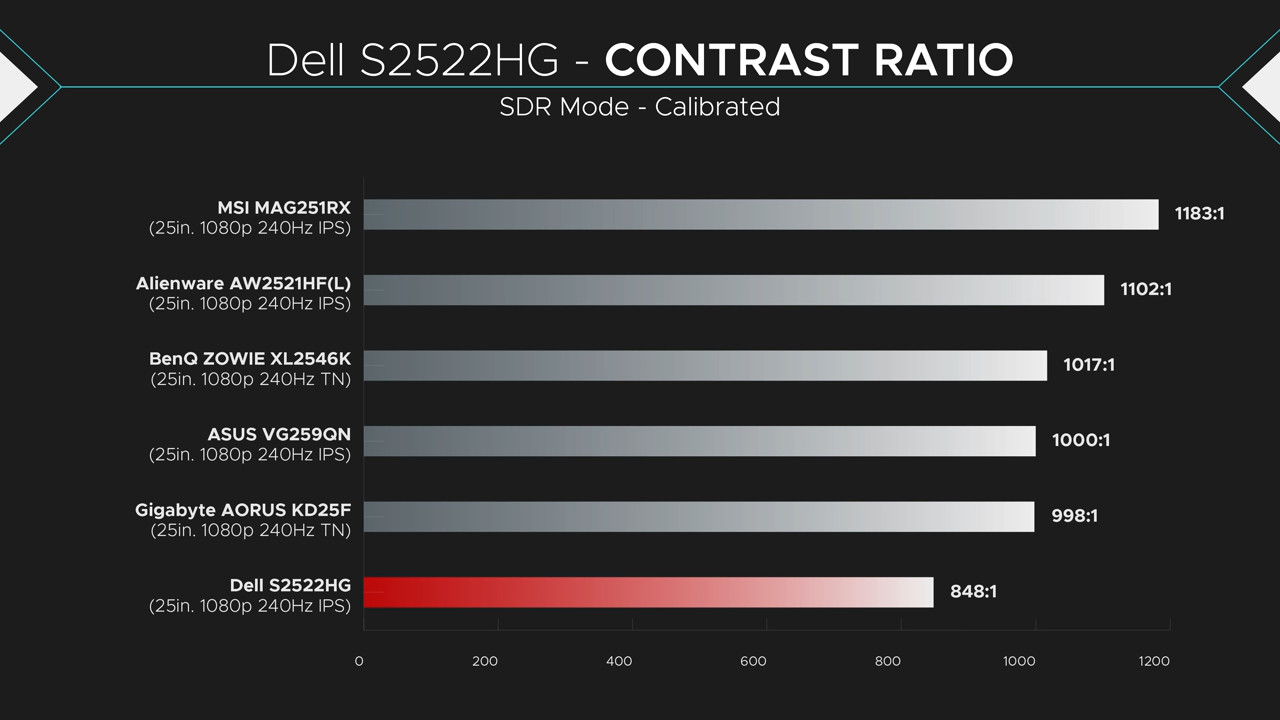 Dell S2522HG - CONTRAST RATIO
SDR Mode - Calibrated
MSI MAG251RX
(25in. 1080p 240Hz IPS)
1183:1
Alienware AW2521HF(L)
(25in. 1080p 240Hz IPS)
1102:1
BenQ ZOWIE XL2546K
(25in. 1080p 240Hz TN)
1017:1
ASUS VG259QN
(25in. 1080p 240Hz IPS)
1000:1
Gigabyte AORUS KD25F
(25in. 1080p 240Hz TN)
998:1
Dell S2522HG
(25in. 1080p 240Hz IPS)
848:1
0 200 400 600 800 1000 1200